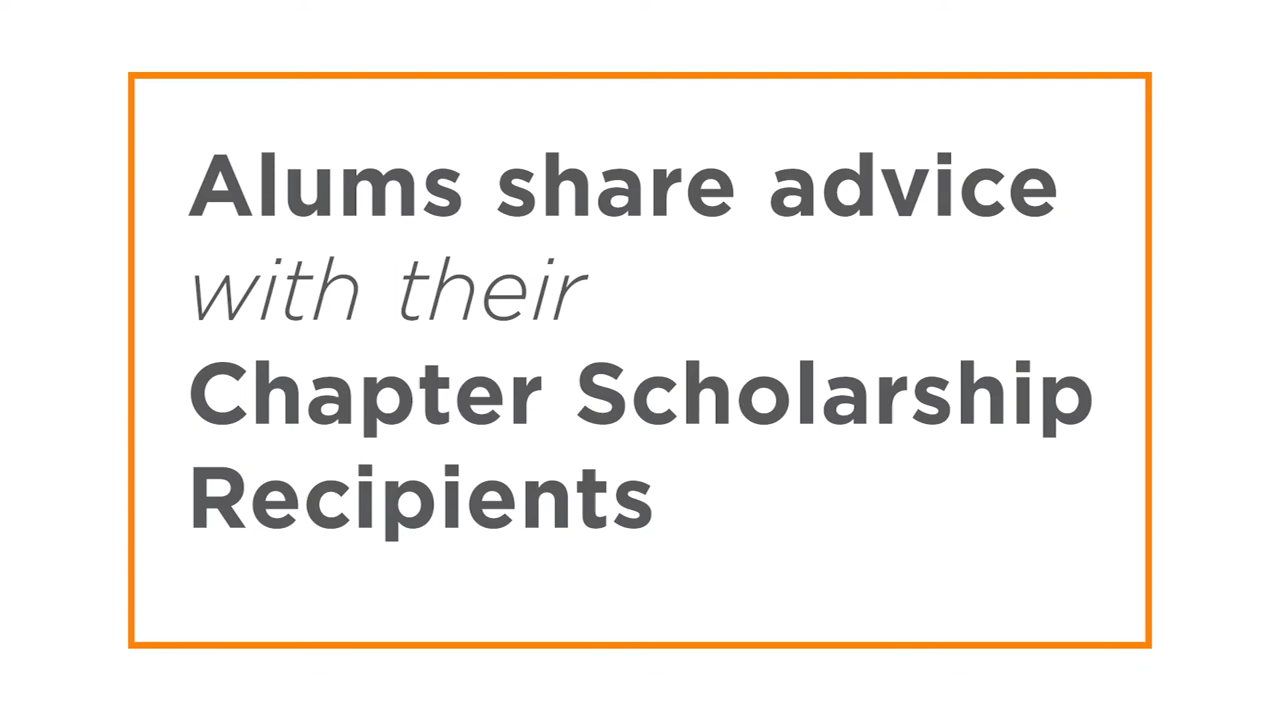 Alums share advice
with their
Chapter Scholarship
Recipients